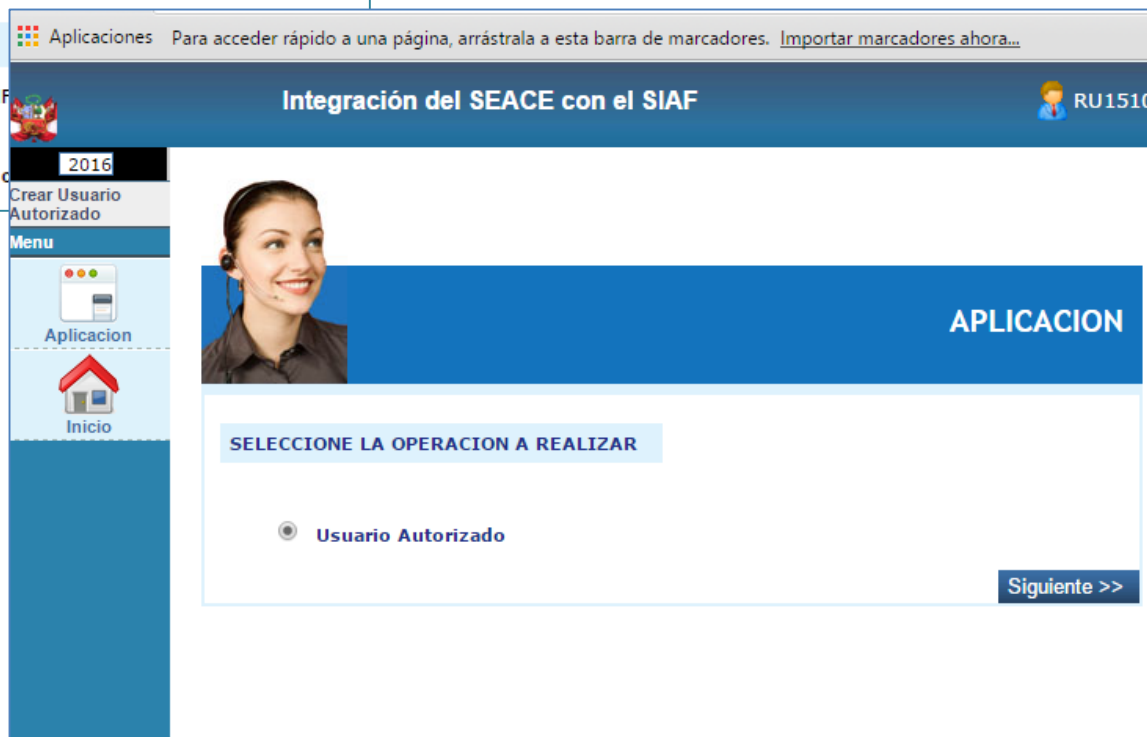 Aplicaciones Para acceder rápido a una página, arrástrala a esta barra de marcadores. Importar marcadores ahora...
Integración del SEACE con el SIAF
RU1510
2016
Crear Usuario
Autorizado
Menu
Aplicacion
Inicio
APLICACION
SELECCIONE LA OPERACION A REALIZAR
Usuario Autorizado
Siguiente >>